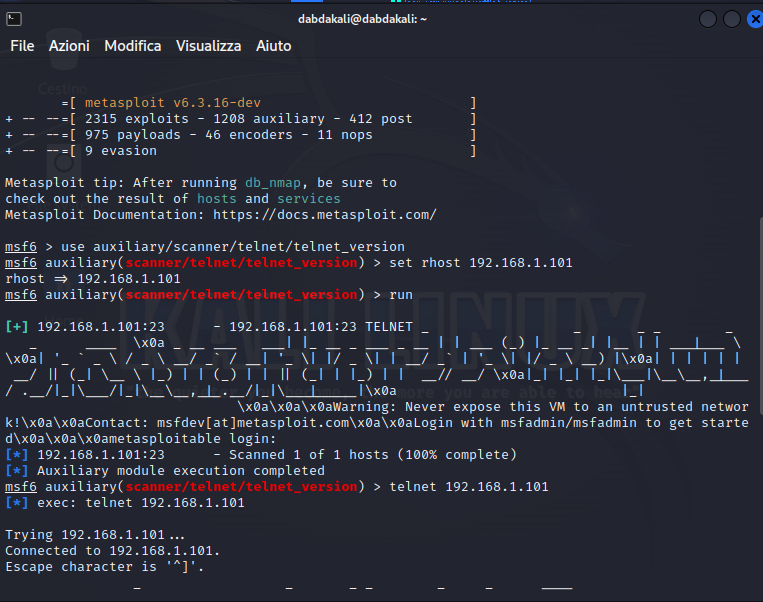 dabdakali@dabdakali: ~
File Azioni Modifica Visualizza Aiuto
Cestino
=[ metasploit v6.3.16-dev ]
+ -- --=[ 2315 exploits - 1208 auxiliary - 412 post ]
+ -- --=[ 975 payloads - 46 encoders - 11 nops ]
+ -- --=[ 9 evasion ]
Metasploit tip: After running db_nmap, be sure to
check out the result of hosts and services
Metasploit Documentation: https://docs.metasploit.com/
msf6 > use auxiliary/scanner/telnet/telnet_version
msf6 auxiliary(scanner/telnet/telnet_version) > set rhost 192.168.1.101
rhost => 192.168.1.101
msf6 auxiliary(scanner/telnet/telnet_version) > run
[+] 192.168.1.101:23 - 192.168.1.101:23 TELNET
\x0aWarning: Never expose this VM to an untrusted networ
k!\x0a\x0aContact: msfdev[at]metasploit.com\x0a\x0aLogin with msfadmin/msfadmin to get starte
d\x0a\x0a\x0ametasploitable login:
[*] 192.168.1.101:23 - Scanned 1 of 1 hosts (100% complete)
[*] Auxiliary module execution completed
msf6 auxiliary(scanner/telnet/telnet_version) > telnet 192.168.1.101
[*] exec: telnet 192.168.1.101
Trying 192.168.1.101...
Connected to 192.168.1.101.
Escape character is '^]'.